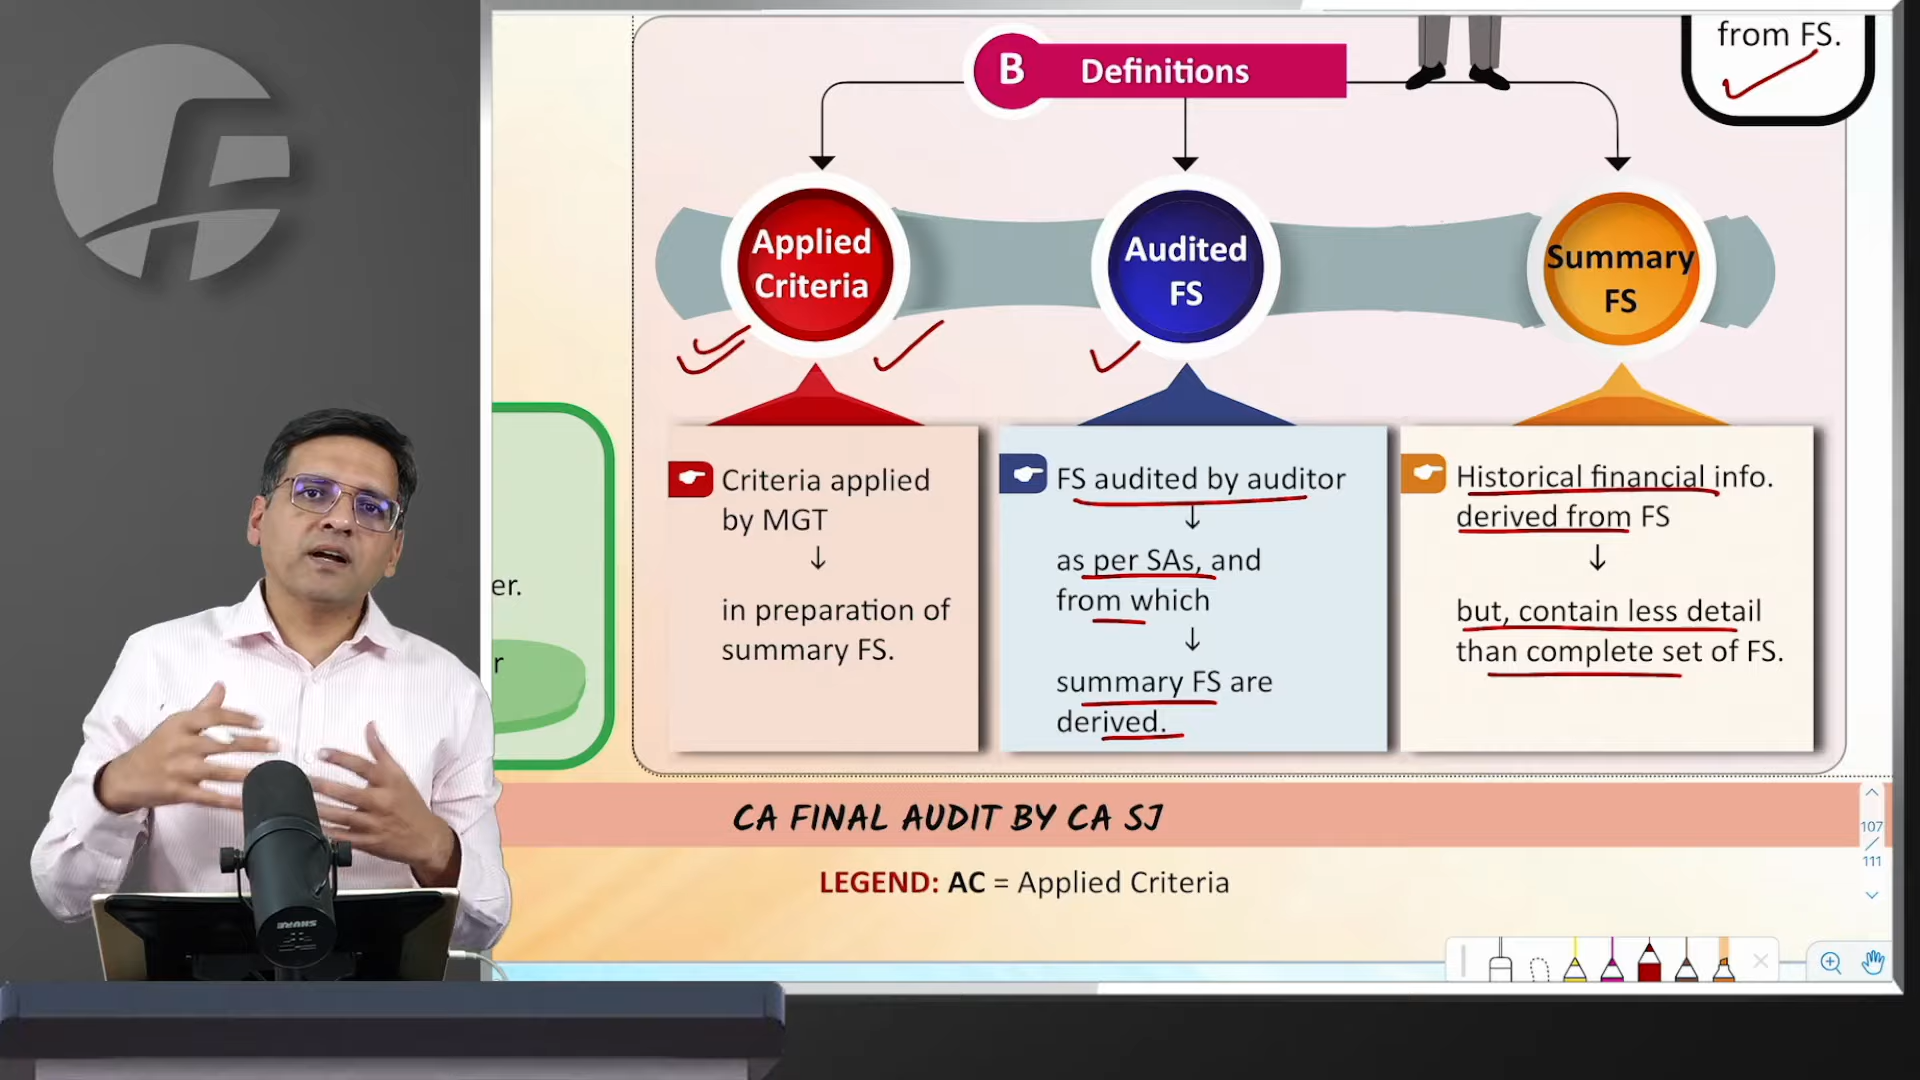 from FS.
B Definitions
Applied
Criteria
Audited
FS
Summary
FS
Criteria applied
by MGT
↓
in preparation of
summary FS.
FS audited by auditor
↓
as per SAs, and
from which
↓
summary FS are
derived.
Historical financial info.
derived from FS
↓
but, contain less detail
than complete set of FS.
er.
r
CA FINAL AUDIT BY CA SJ
LEGEND: AC = Applied Criteria
107
/
111
SHURE